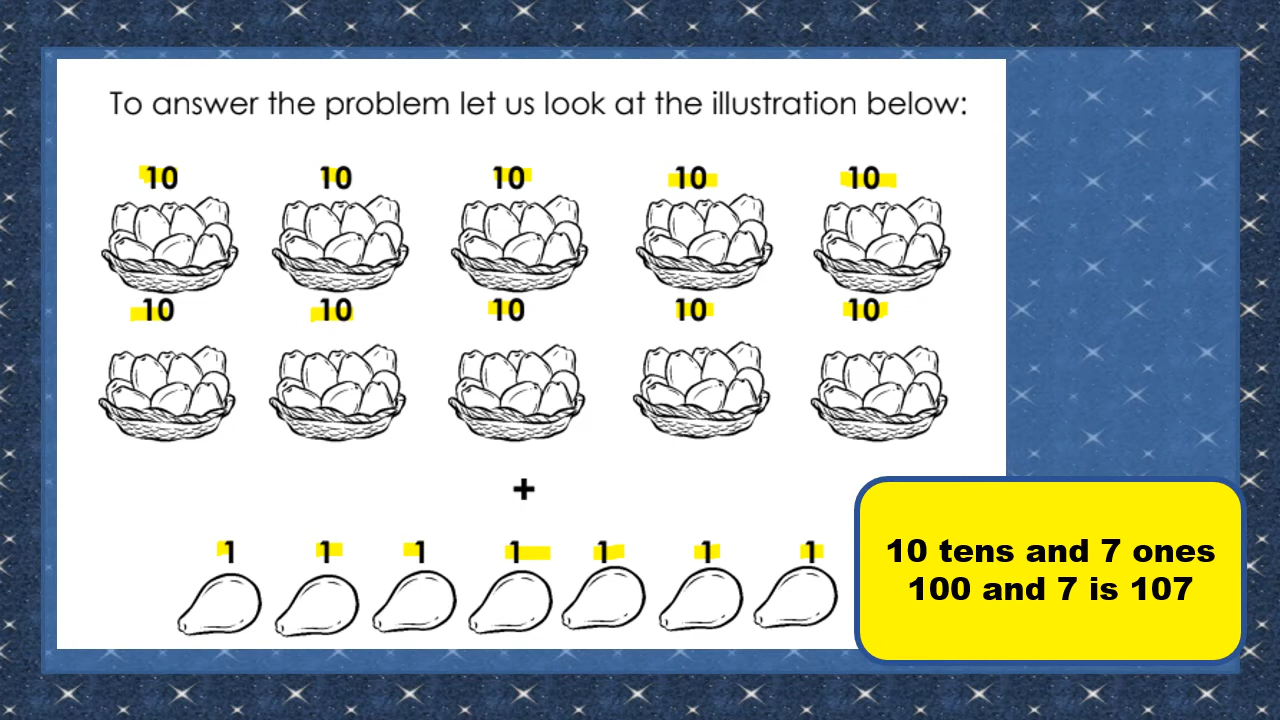 To answer the problem let us look at the illustration below:
10 10 10 10 10
10 10 10 10 10
+
1 1 1 1 1 1 1
10 tens and 7 ones
100 and 7 is 107